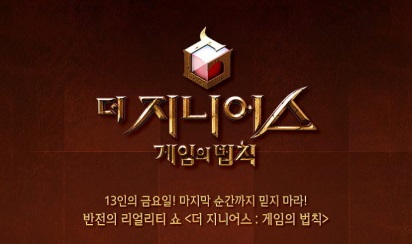 더 지니어스
게임의 법칙
13인의 금요일! 마지막 순간까지 믿지 마라!
반전의 리얼리티 쇼 <더 지니어스 : 게임의 법칙>